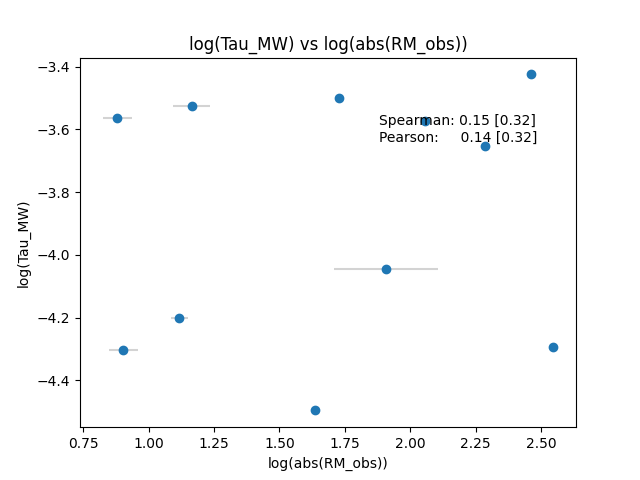 log(Tau_MW) vs log(abs(RM_obs))
−3.4
−3.6
−3.8
−4.0
−4.2
−4.4
log(Tau_MW)
Spearman: 0.15 [0.32]
Pearson: 0.14 [0.32]
0.75 1.00 1.25 1.50 1.75 2.00 2.25 2.50
log(abs(RM_obs))